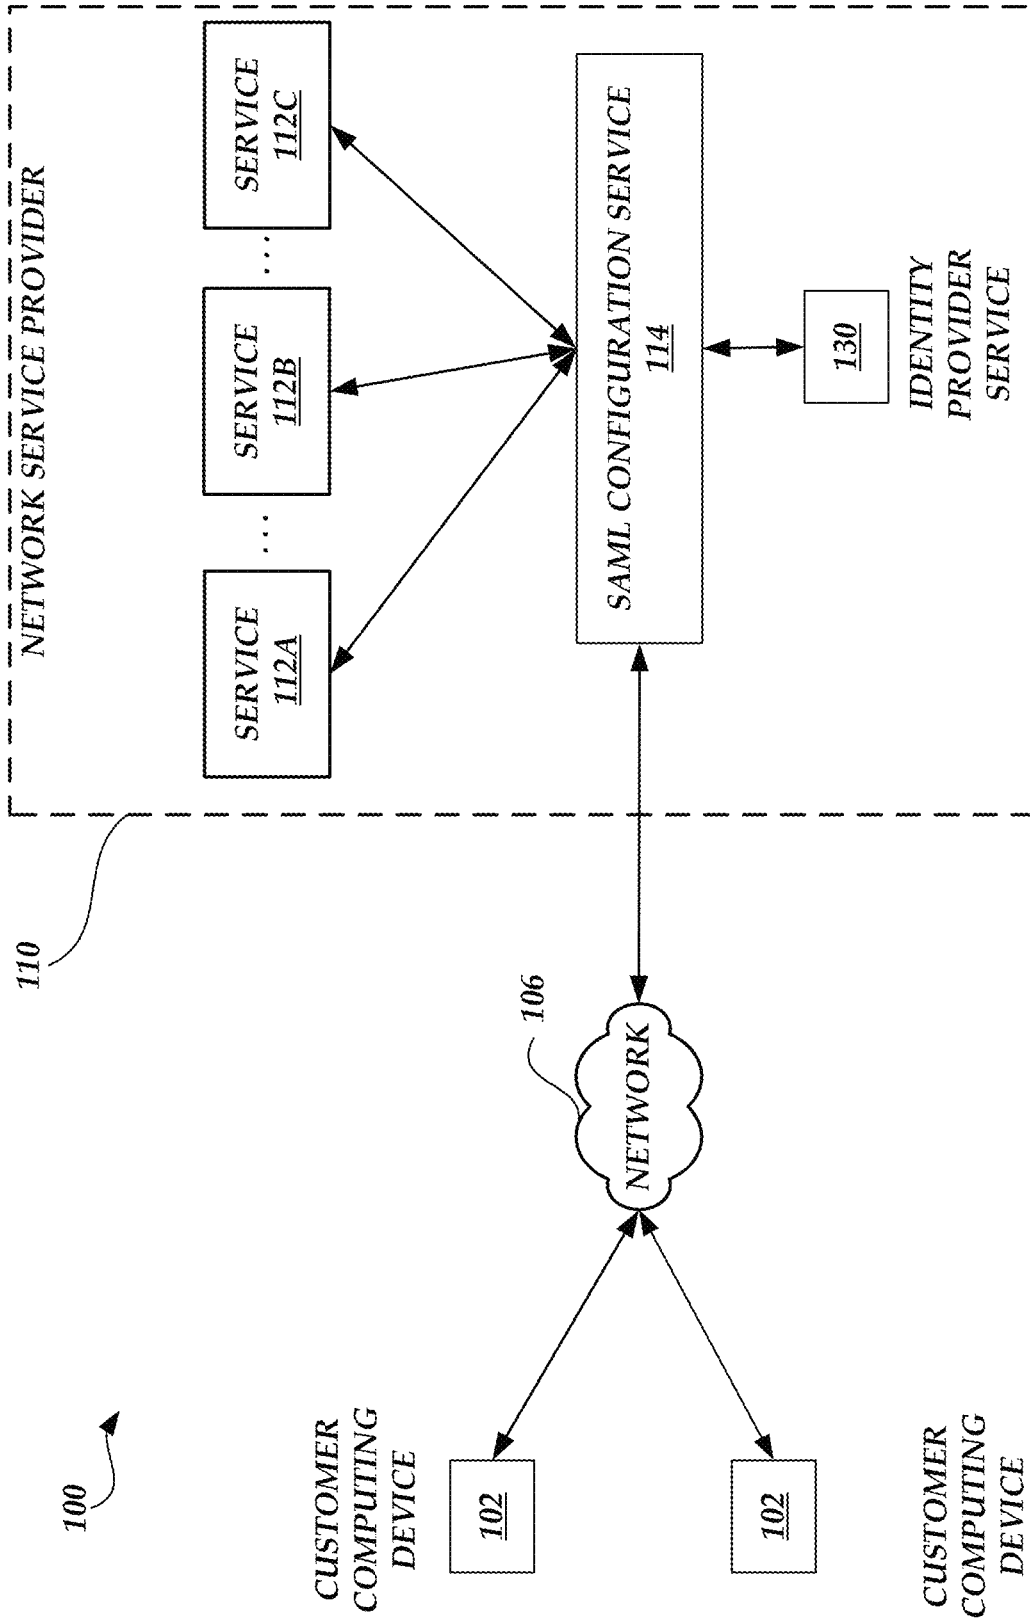 100
110
NETWORK SERVICE PROVIDER
SERVICE
112A
...
SERVICE
112B
...
SERVICE
112C
CUSTOMER
COMPUTING
DEVICE
102
106
NETWORK
SAML CONFIGURATION SERVICE
114
102
CUSTOMER
COMPUTING
DEVICE
130
IDENTITY
PROVIDER
SERVICE